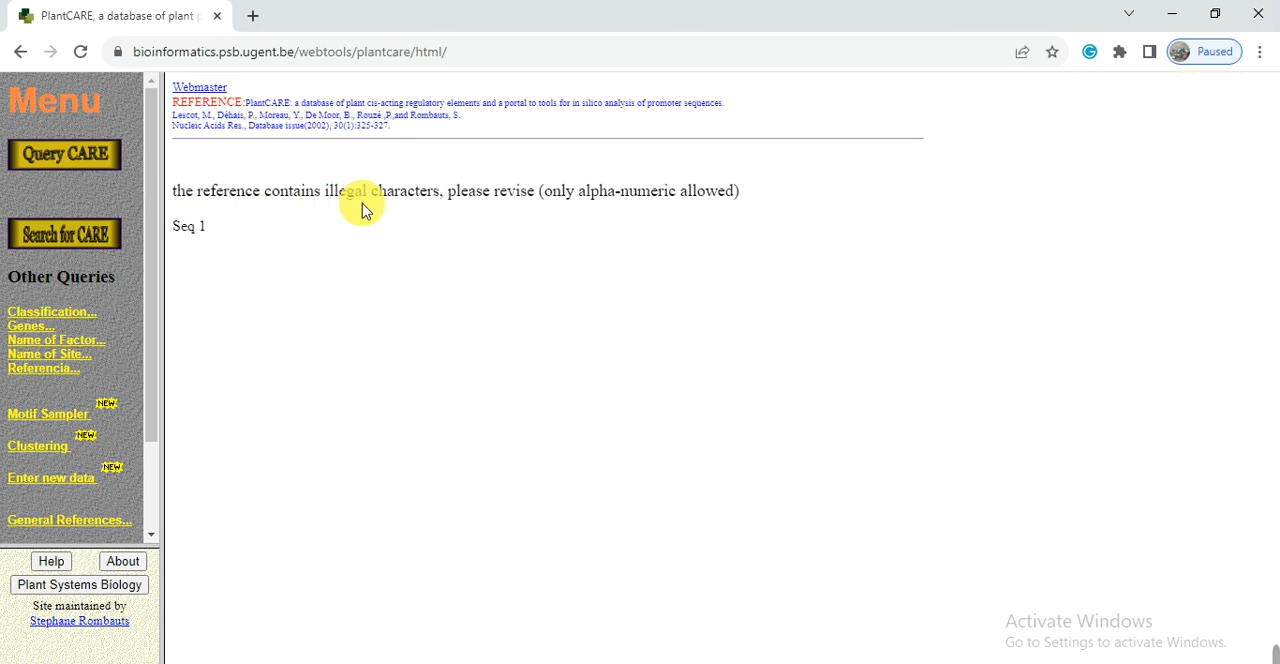 PlantCARE, a database of plant p
Paused
bioinformatics.psb.ugent.be/webtools/plantcare/html/
Menu
Query CARE
Search for CARE
Other Queries
Classification...
Genes...
Name of Factor...
Name of Site...
Referencia...
NEW
Motif Sampler
NEW
Clustering
NEW
Enter new data
General References...
Help
About
Plant Systems Biology
Site maintained by
Stephane Rombauts
Webmaster
REFERENCE:PlantCARE: a database of plant cis-acting regulatory elements and a portal to tools for in silico analysis of promoter sequences.
Lescot, M., Déhais, P., Moreau, Y., De Moor, B., Rouzé ,P.,and Rombauts, S.
Nucleic Acids Res., Database issue(2002), 30(1):325-327.
the reference contains illegal characters, please revise (only alpha-numeric allowed)
Seq 1
Activate Windows
Go to Settings to activate Windows.